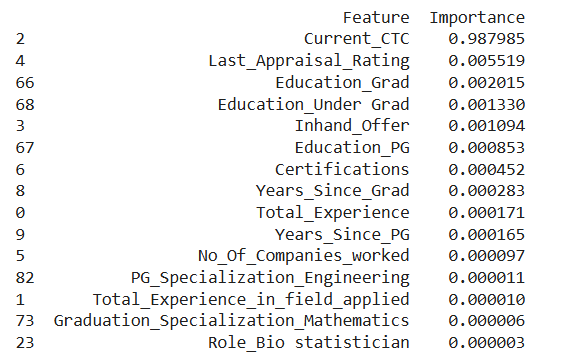 Feature Importance
2 Current_CTC 0.987985
4 Last_Appraisal_Rating 0.005519
66 Education_Grad 0.002015
68 Education_Under Grad 0.001330
3 Inhand_Offer 0.001094
67 Education_PG 0.000853
6 Certifications 0.000452
8 Years_Since_Grad 0.000283
0 Total_Experience 0.000171
9 Years_Since_PG 0.000165
5 No_Of_Companies_worked 0.000097
82 PG_Specialization_Engineering 0.000011
1 Total_Experience_in_field_applied 0.000010
73 Graduation_Specialization_Mathematics 0.000006
23 Role_Bio statistician 0.000003